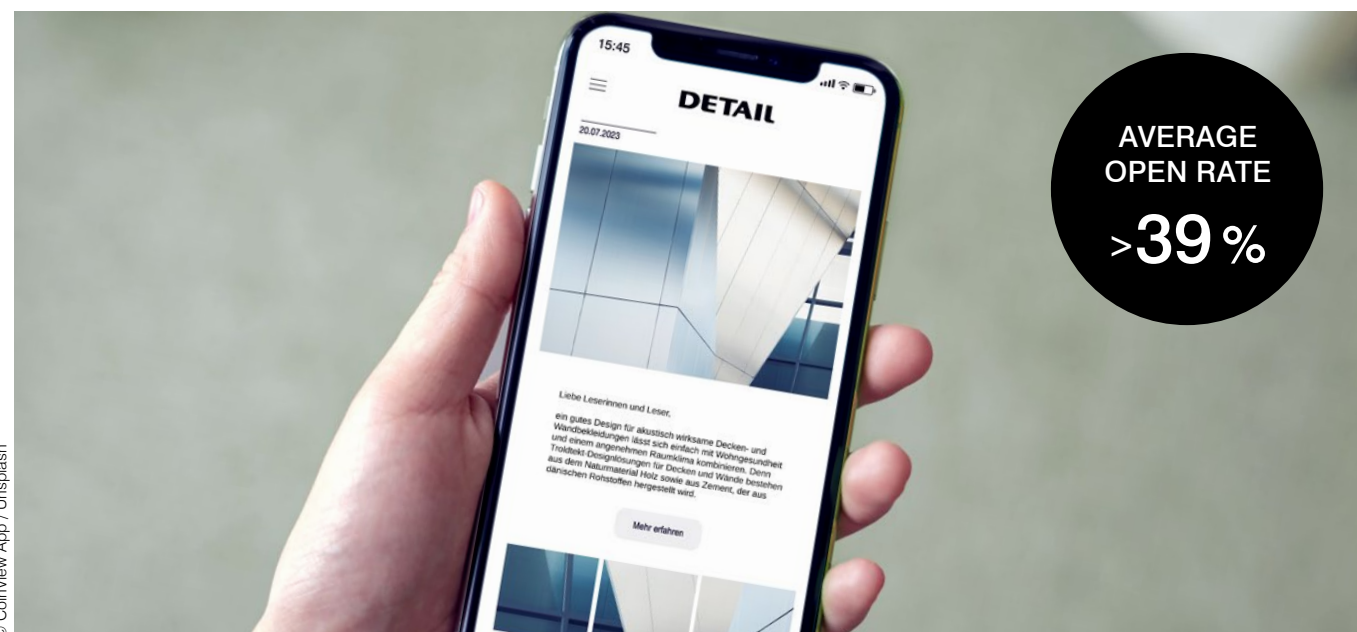 15:45
DETAIL
20.07.2023
Liebe Leserinnen und Leser,
ein gutes Design für akustisch wirksame Decken- und
Wandbekleidungen lässt sich einfach mit Wohngesundheit
und einem angenehmen Raumklima kombinieren. Denn
Troldtekt-Designlösungen für Decken und Wände bestehen
aus dem Naturmaterial Holz sowie aus Zement, der aus
dänischen Rohstoffen hergestellt wird.
Mehr erfahren
AVERAGE
OPEN RATE
>39 %
© CoinView App / Unsplash